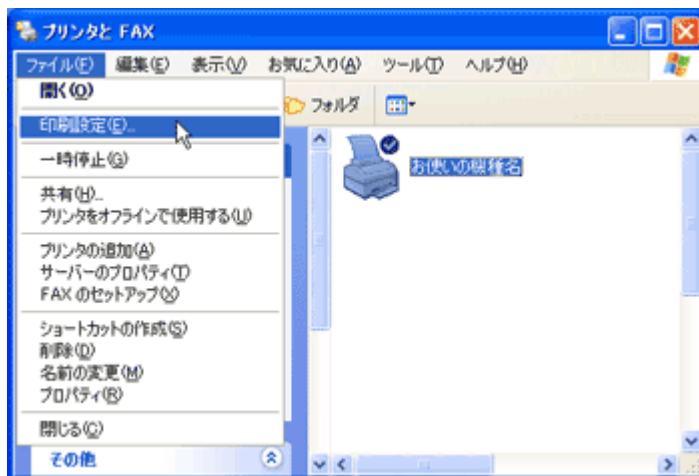 プリンタと FAX
ファイル(F) 編集(E) 表示(V) お気に入り(A) ツール(T) ヘルプ(H)
開く(O)
フォルダ
印刷設定(E)...
一時停止(G)
お使いの機種名
共有(H)...
プリンタをオフラインで使用する(U)
プリンタの追加(A)
サーバーのプロパティ(T)
FAX のセットアップ(X)
ショートカットの作成(S)
削除(D)
名前の変更(M)
プロパティ(R)
閉じる(C)
その他